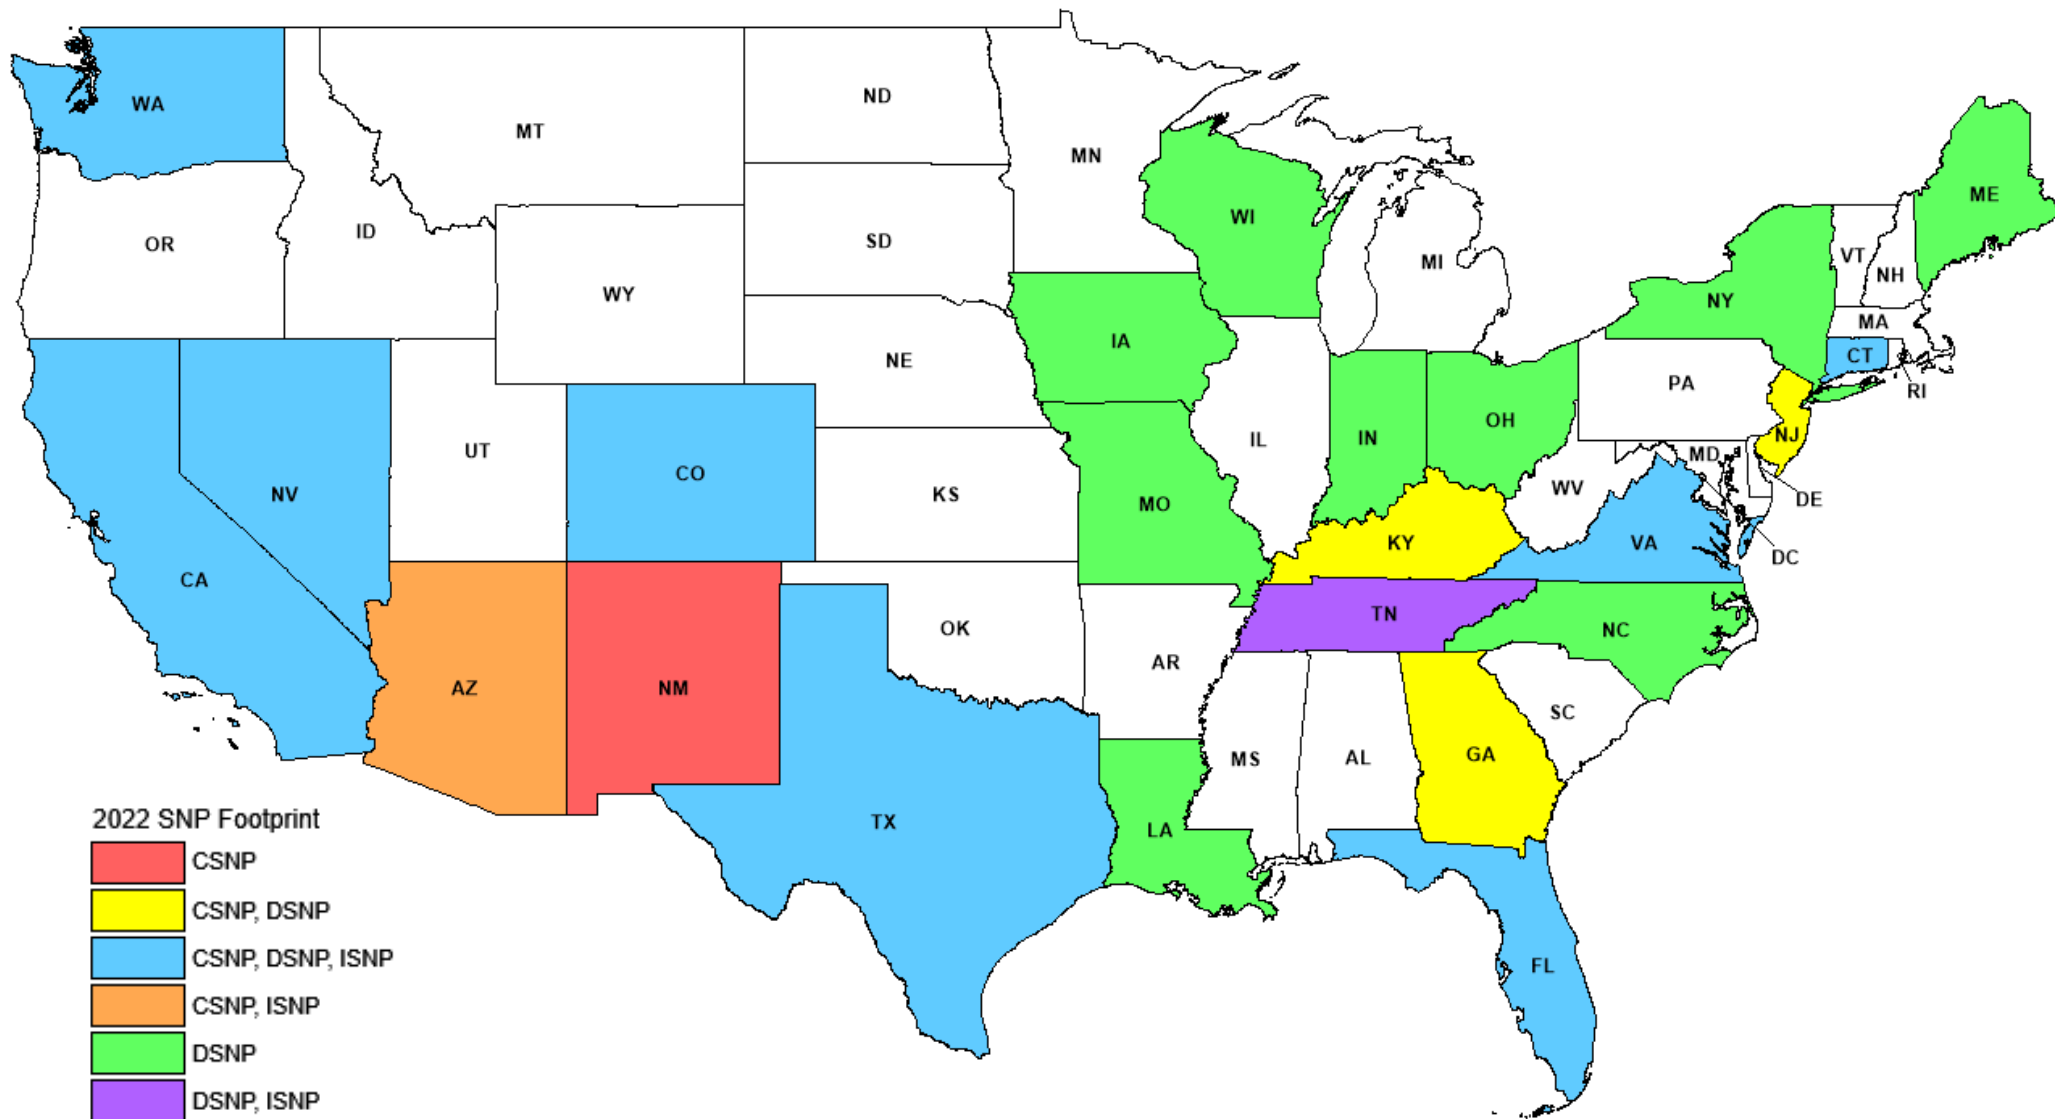 WA
MT
ND
MN
OR
ID
WY
SD
WI
MI
NY
VT
NH
ME
MA
CT
RI
NE
IA
PA
NV
UT
CO
KS
MO
IL
IN
OH
NJ
MD
DE
WV
VA
DC
KY
CA
AZ
NM
OK
AR
TN
NC
SC
MS
AL
GA
TX
LA
FL
2022 SNP Footprint
CSNP
CSNP, DSNP
CSNP, DSNP, ISNP
CSNP, ISNP
DSNP
DSNP, ISNP